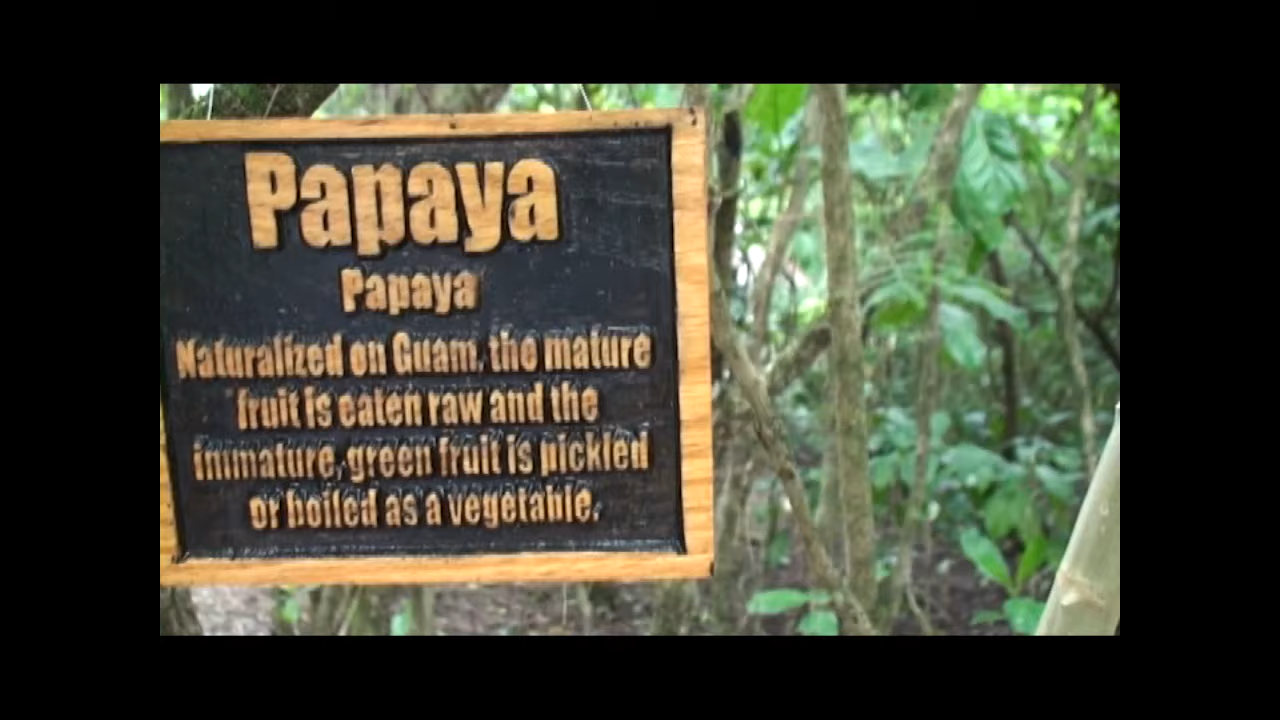 Papaya
Papaya
Naturalized on Guam, the mature
fruit is eaten raw and the
immature, green fruit is pickled
or boiled as a vegetable.